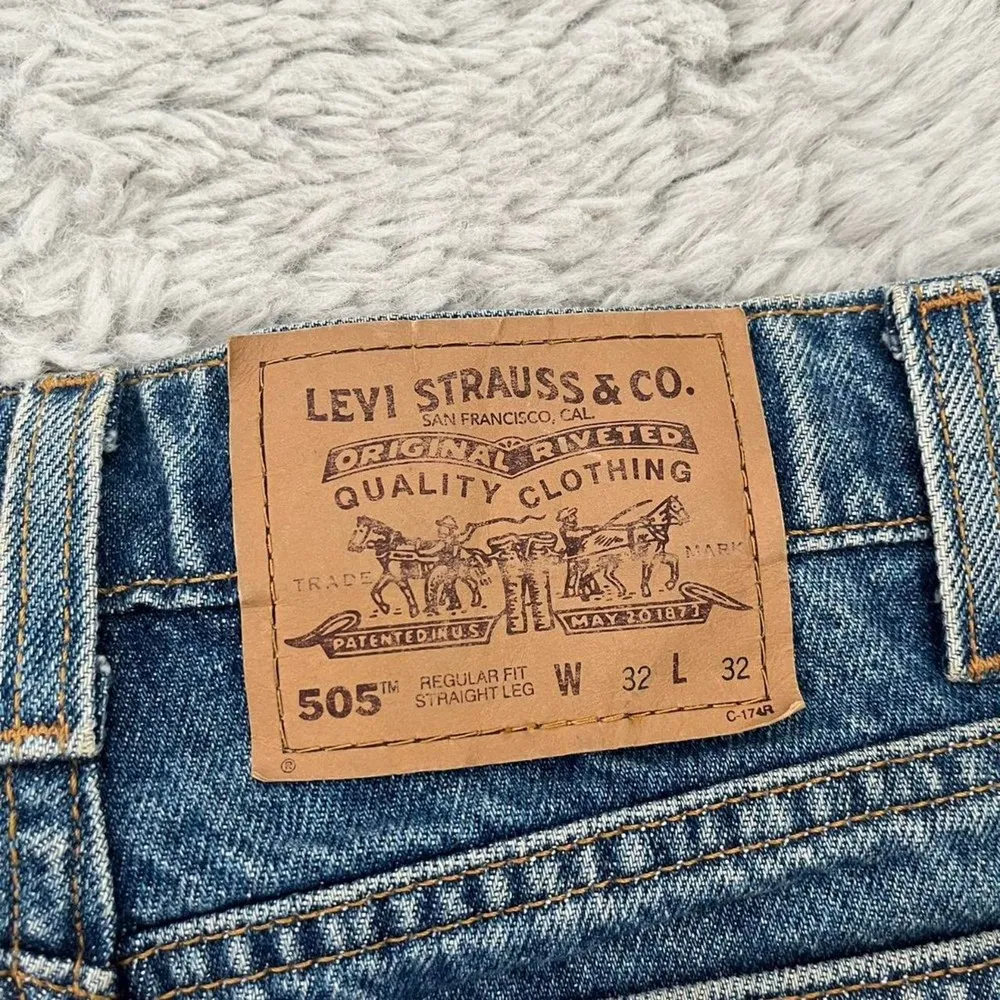 LEVI STRAUSS & CO.
SAN FRANCISCO, CAL.
ORIGINAL RIVETED
QUALITY CLOTHING
TRADE MARK
PATENTED IN U.S. MAY 20 1873
505™ REGULAR FIT STRAIGHT LEG W 32 L 32
C-174R
®